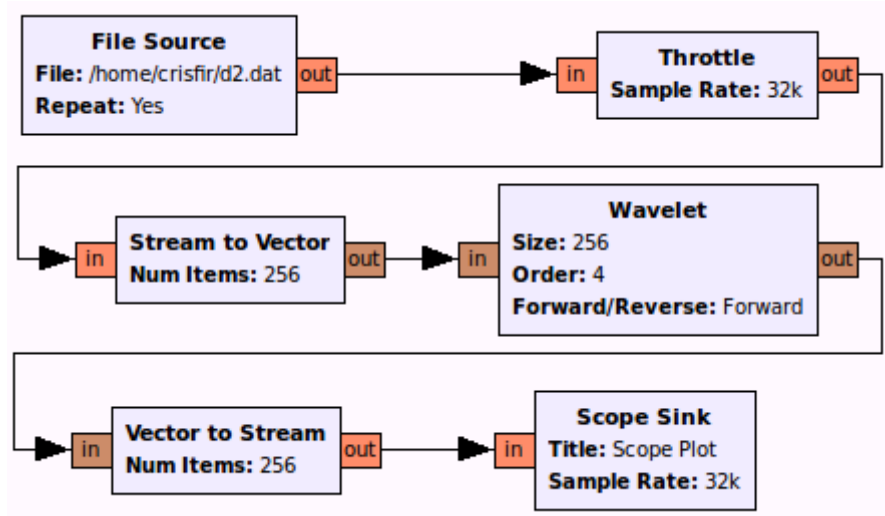 File Source
File: /home/crisfir/d2.dat
Repeat: Yes
out
in
Throttle
Sample Rate: 32k
out
in
Stream to Vector
Num Items: 256
out
in
Wavelet
Size: 256
Order: 4
Forward/Reverse: Forward
out
in
Vector to Stream
Num Items: 256
out
in
Scope Sink
Title: Scope Plot
Sample Rate: 32k